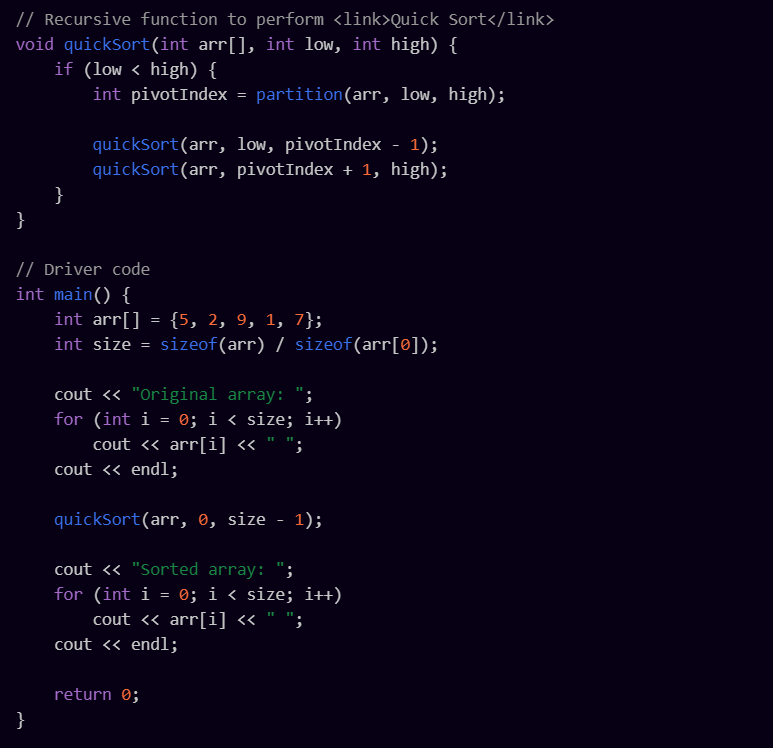 // Recursive function to perform <link>Quick Sort</link>
void quickSort(int arr[], int low, int high) {
    if (low < high) {
        int pivotIndex = partition(arr, low, high);

        quickSort(arr, low, pivotIndex - 1);
        quickSort(arr, pivotIndex + 1, high);
    }
}

// Driver code
int main() {
    int arr[] = {5, 2, 9, 1, 7};
    int size = sizeof(arr) / sizeof(arr[0]);

    cout << "Original array: ";
    for (int i = 0; i < size; i++)
        cout << arr[i] << " ";
    cout << endl;

    quickSort(arr, 0, size - 1);

    cout << "Sorted array: ";
    for (int i = 0; i < size; i++)
        cout << arr[i] << " ";
    cout << endl;

    return 0;
}